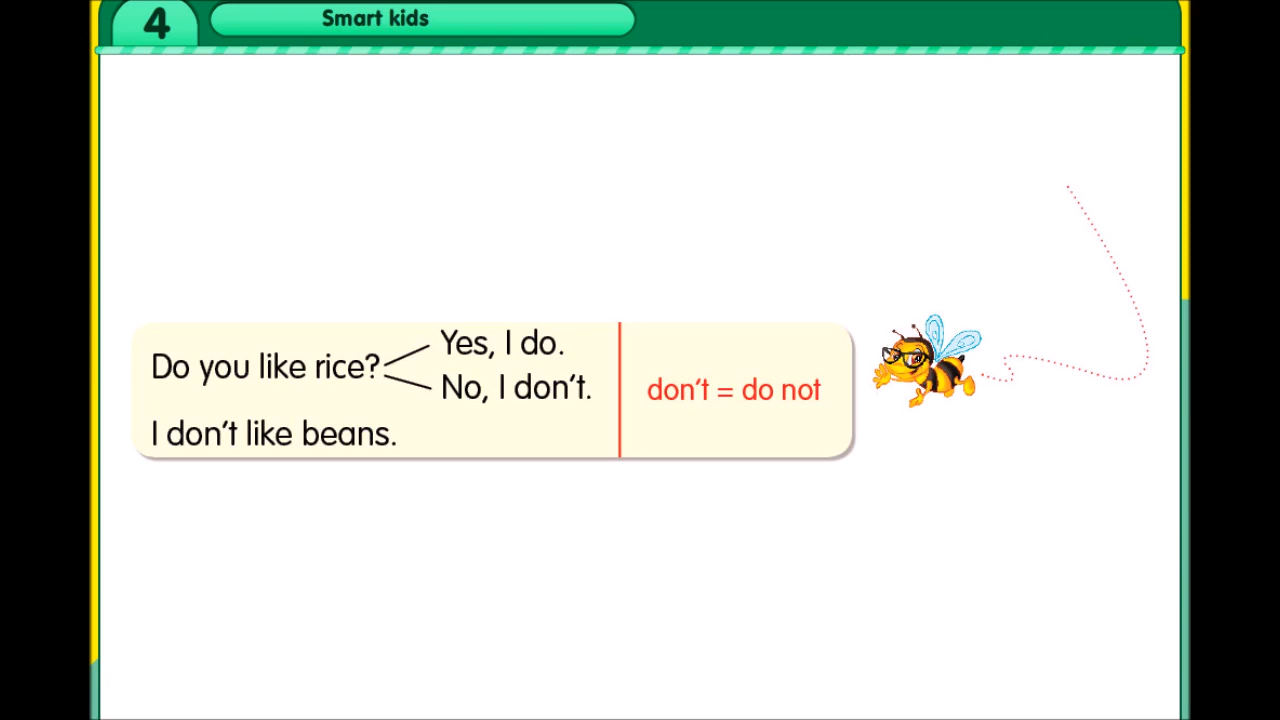 4
Smart kids
Do you like rice?
Yes, I do.
No, I don't.
I don't like beans.
don't = do not